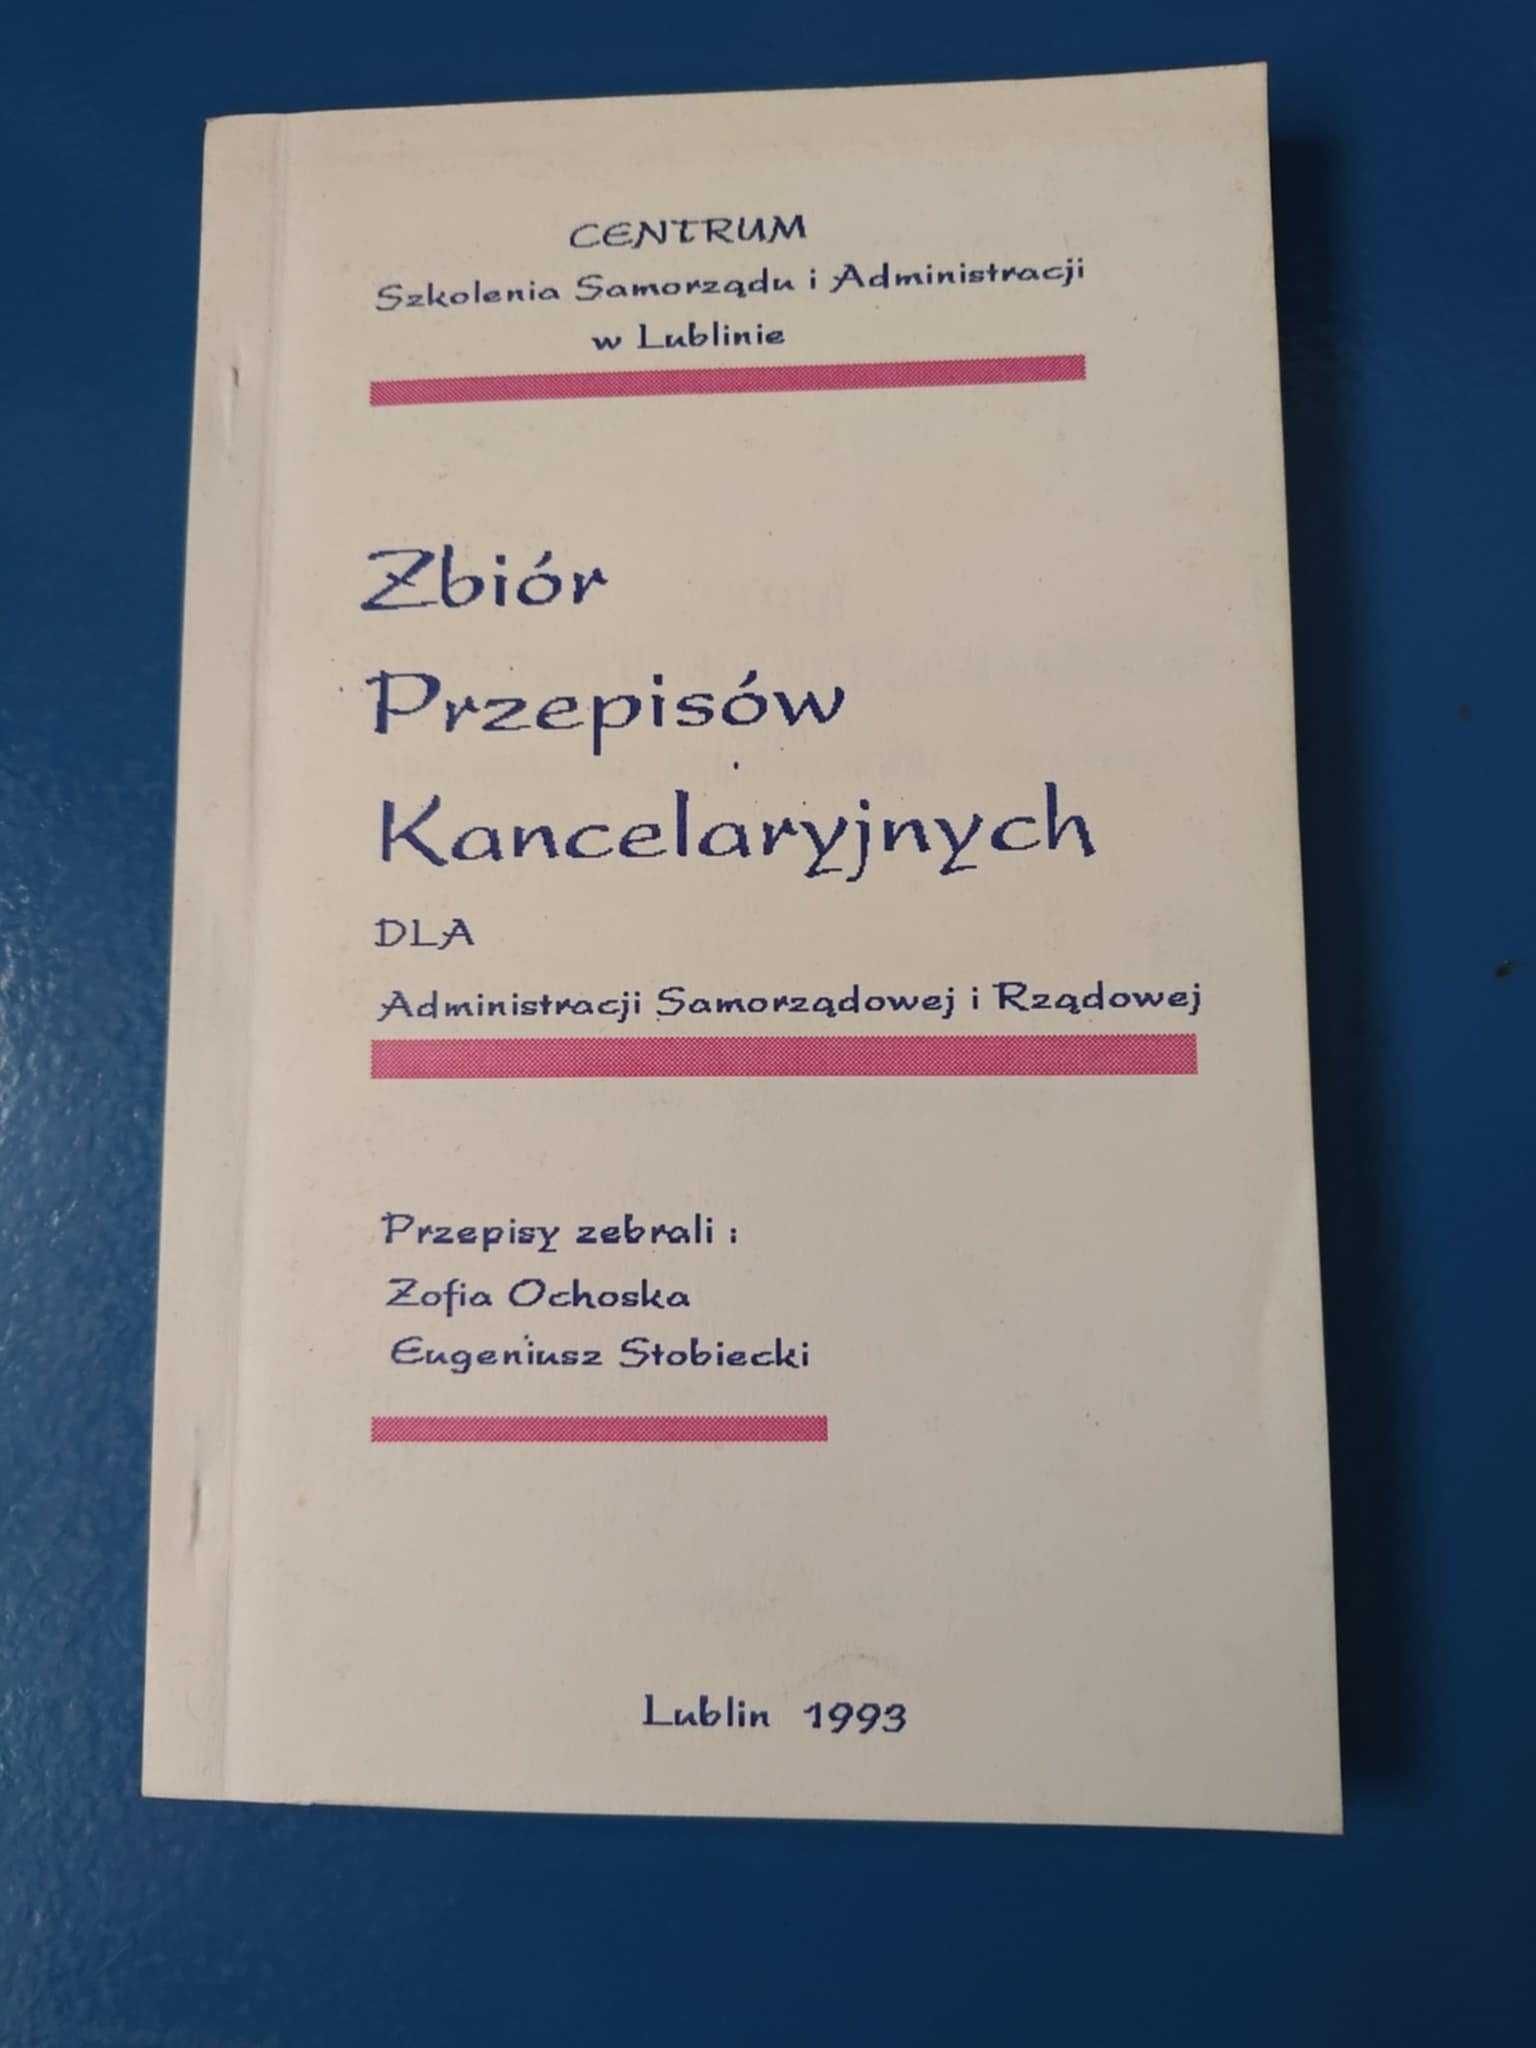 CENTRUM
Szkolenia Samorządu i Administracji
w Lublinie
Zbiór
Przepisów
Kancelaryjnych
DLA
Administracji Samorządowej i Rządowej
Przepisy zebrali :
Zofia Ochoska
Eugeniusz Stobiecki
Lublin 1993